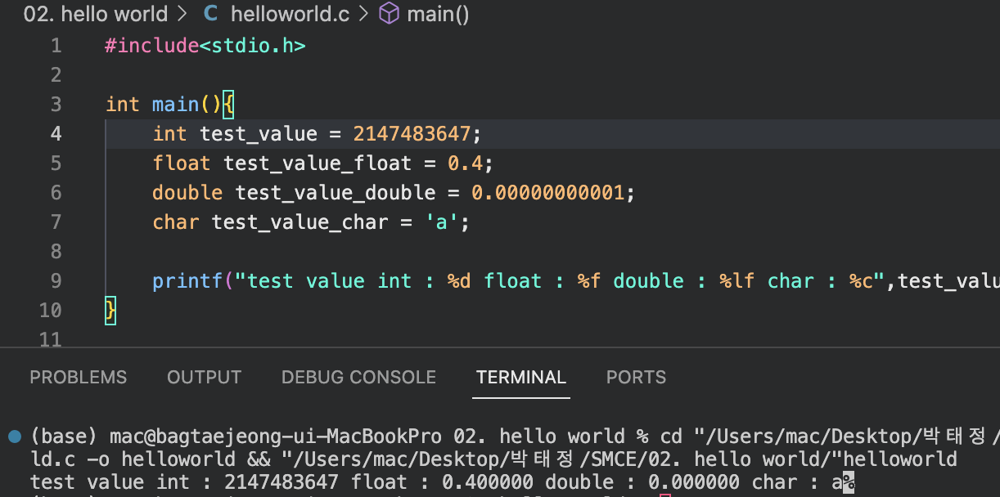 02. hello world > C helloworld.c > main()
1 #include<stdio.h>
2
3 int main(){
4 int test_value = 2147483647;
5 float test_value_float = 0.4;
6 double test_value_double = 0.00000000001;
7 char test_value_char = 'a';
8
9 printf("test value int : %d float : %f double : %lf char : %c",test_valu
10 }
11
PROBLEMS OUTPUT DEBUG CONSOLE TERMINAL PORTS
(base) mac@bagtaejeong-ui-MacBookPro 02. hello world % cd "/Users/mac/Desktop/박태정/
ld.c -o helloworld && "/Users/mac/Desktop/박태정/SMCE/02. hello world/"helloworld
test value int : 2147483647 float : 0.400000 double : 0.000000 char : a%